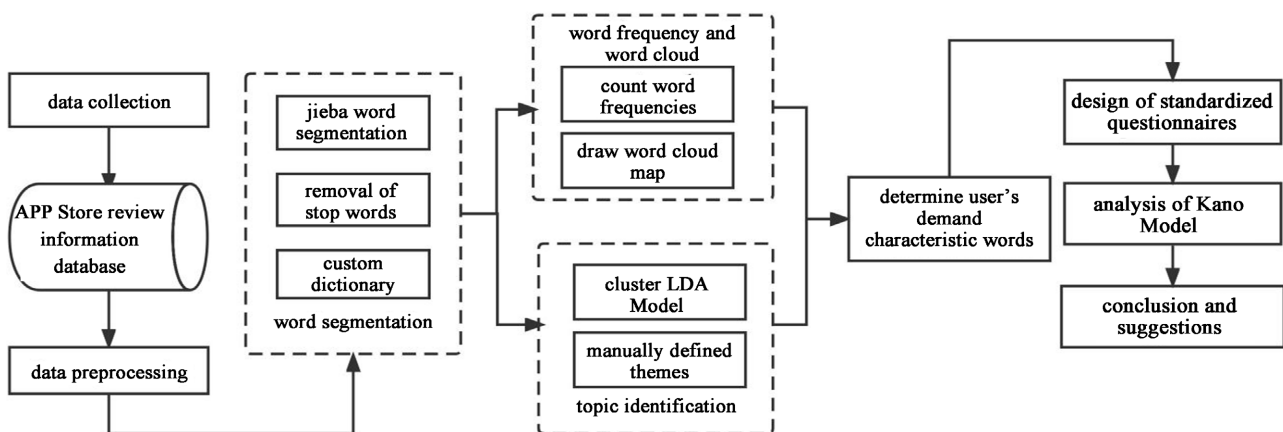 data collection
APP Store review
information
database
data preprocessing
jieba word
segmentation
removal of
stop words
custom
dictionary
word segmentation
word frequency and
word cloud
count word
frequencies
draw word cloud
map
cluster LDA
Model
manually defined
themes
topic identification
determine user's
demand
characteristic words
design of standardized
questionnaires
analysis of Kano
Model
conclusion and
suggestions